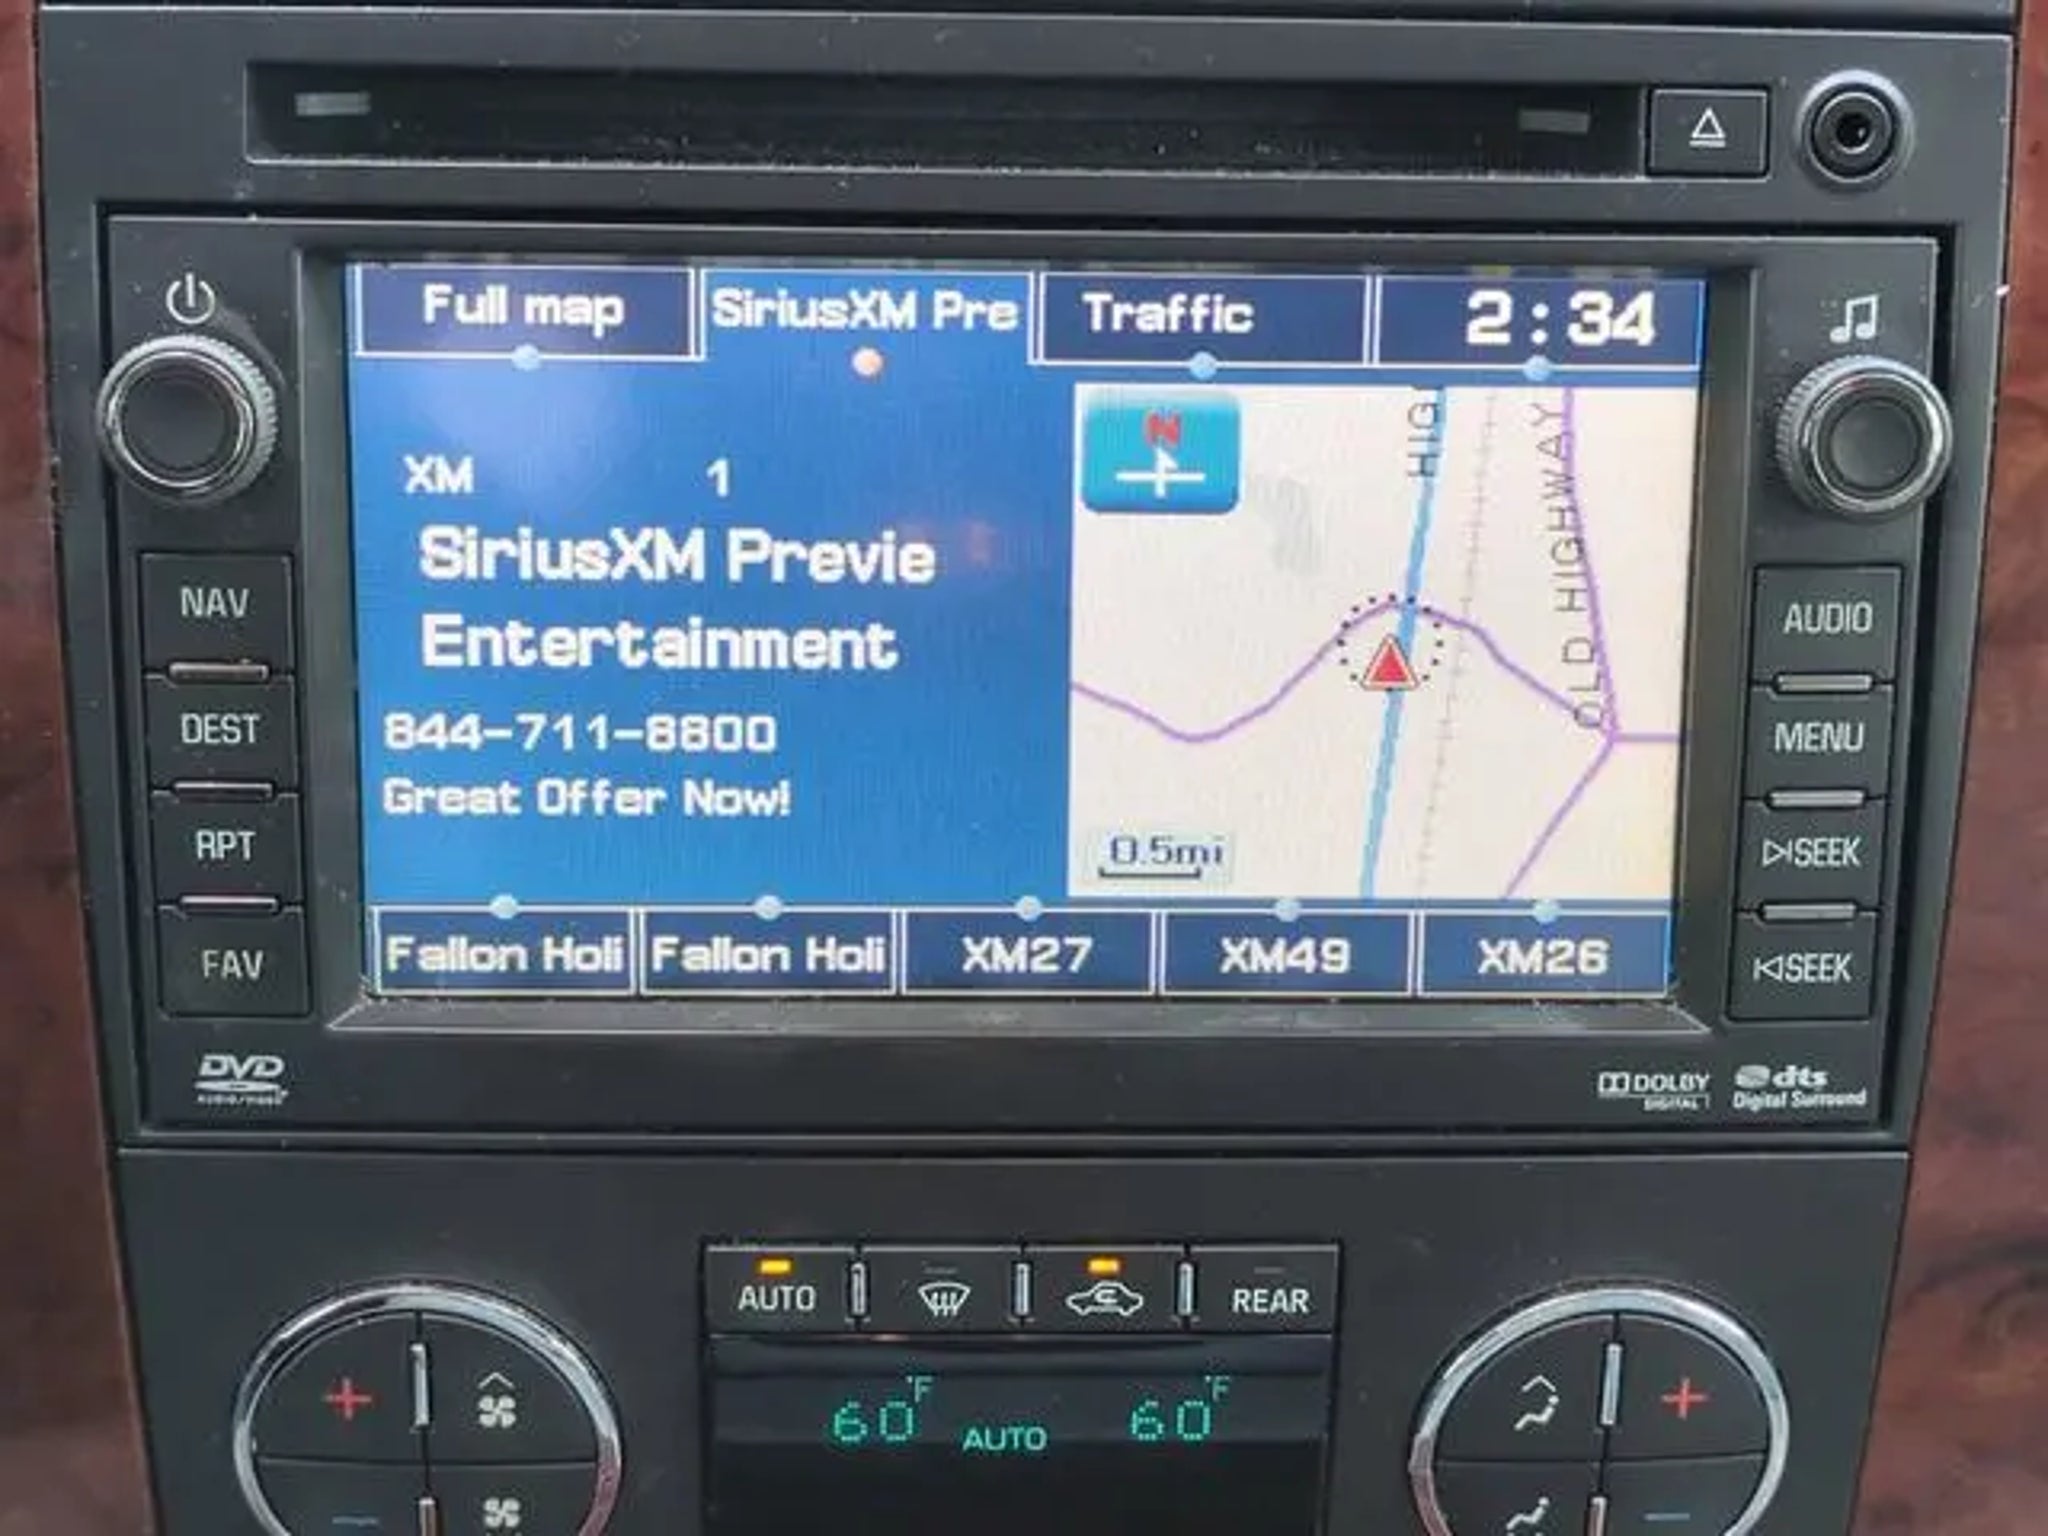 Full map SiriusXM Pre Traffic 2:34
XM 1
SiriusXM Previe
Entertainment
844-711-8800
Great Offer Now!
N
HIG
OLD HIGHWAY
0.5mi
Fallon Holi Fallon Holi XM27 XM49 XM26
NAV
DEST
RPT
FAV
AUDIO
MENU
SEEK
SEEK
DVD
AUDIO/VIDEO
DOLBY
DIGITAL
dts
Digital Surround
AUTO REAR
60°F AUTO 60°F